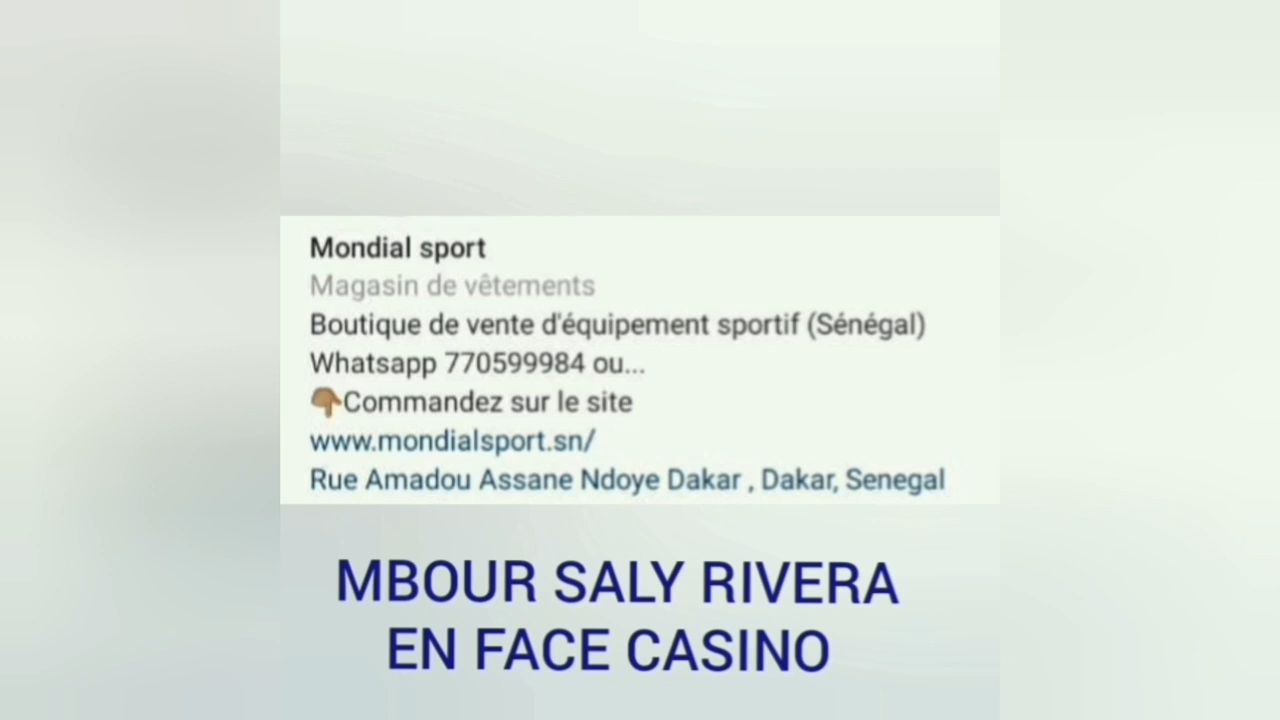 Mondial sport
Magasin de vêtements
Boutique de vente d'équipement sportif (Sénégal)
Whatsapp 770599984 ou...
👇🏾Commandez sur le site
www.mondialsport.sn/
Rue Amadou Assane Ndoye Dakar , Dakar, Senegal
MBOUR SALY RIVERA
EN FACE CASINO